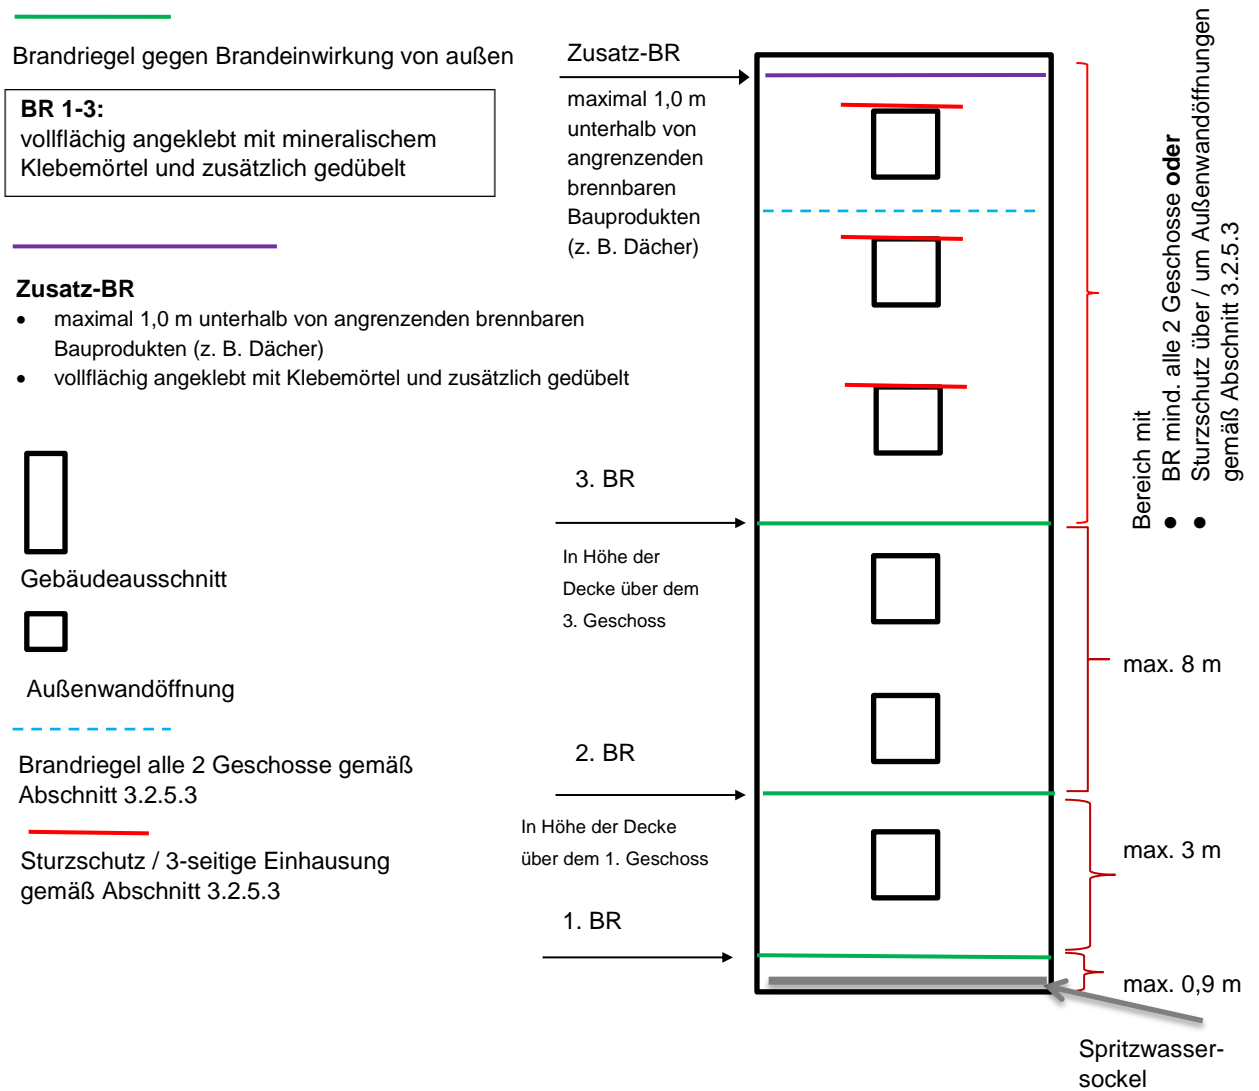 Brandriegel gegen Brandeinwirkung von außen
BR 1-3:
vollflächig angeklebt mit mineralischem
Klebemörtel und zusätzlich gedübelt
Zusatz-BR
• maximal 1,0 m unterhalb von angrenzenden brennbaren
Bauprodukten (z. B. Dächer)
• vollflächig angeklebt mit Klebemörtel und zusätzlich gedübelt
Gebäudeausschnitt
Außenwandöffnung
Brandriegel alle 2 Geschosse gemäß
Abschnitt 3.2.5.3
Sturzschutz / 3-seitige Einhausung
gemäß Abschnitt 3.2.5.3
Zusatz-BR
maximal 1,0 m
unterhalb von
angrenzenden
brennbaren
Bauprodukten
(z. B. Dächer)
3. BR
In Höhe der
Decke über dem
3. Geschoss
2. BR
In Höhe der Decke
über dem 1. Geschoss
1. BR
Bereich mit
• BR mind. alle 2 Geschosse oder
• Sturzschutz über / um Außenwandöffnungen
gemäß Abschnitt 3.2.5.3
max. 8 m
max. 3 m
max. 0,9 m
Spritzwasser-
sockel